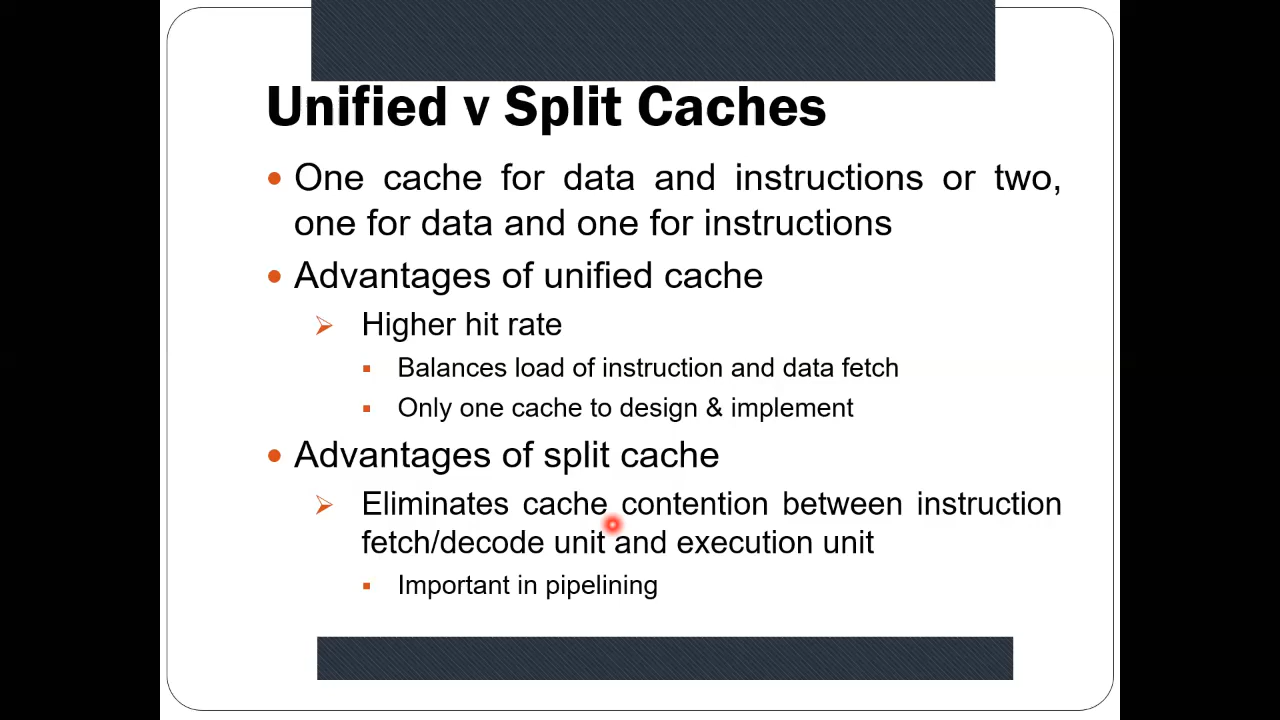 Unified v Split Caches
One cache for data and instructions or two,
one for data and one for instructions
Advantages of unified cache
Higher hit rate
Balances load of instruction and data fetch
Only one cache to design & implement
Advantages of split cache
Eliminates cache contention between instruction
fetch/decode unit and execution unit
Important in pipelining